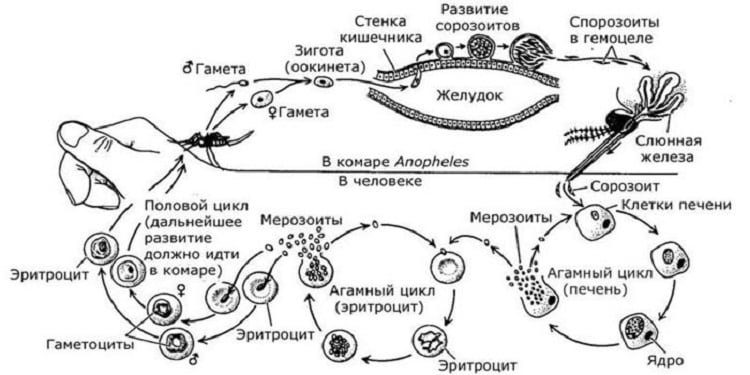 Развитие
сорозоитов
Стенка
кишечника
Спорозоиты
в гемоцеле
Зигота
(оокинета)
♂Гамета
♀Гамета
Желудок
Слюнная
железа
В комаре Anopheles
В человеке
Сорозоит
Клетки печени
Половой цикл
(дальнейшее
развитие
должно идти
в комаре)
Мерозоиты
Мерозоиты
Эритроцит
Агамный цикл
(эритроцит)
Агамный цикл
(печень)
♀
Гаметоциты
♂
Эритроцит
Эритроцит
Ядро